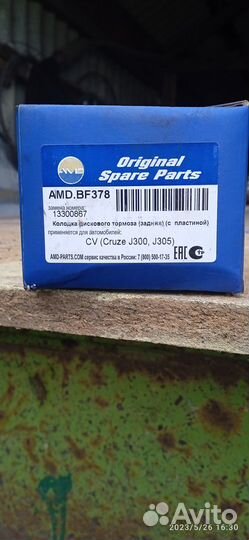 AMD
Original
Spare Parts
AMD.BF378
замена номера:
13300867
Колодка дискового тормоза (задняя) (с пластиной)
применяется для автомобилей:
CV (Cruze J300, J305)
AMD-PARTS.COM сервис качества в России: 7 (800) 500-17-35
EAC
Avito
2023/5/26 16:30